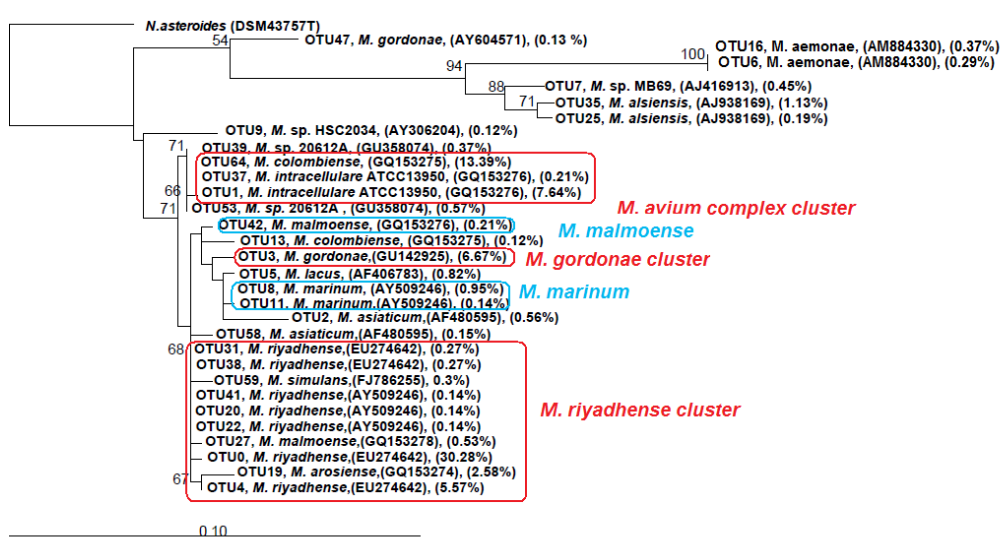 N.asteroides (DSM43757T)
54
OTU47, M. gordonae, (AY604571), (0.13 %)
OTU16, M. aemonae, (AM884330), (0.37%)
100
OTU6, M. aemonae, (AM884330), (0.29%)
94
88
OTU7, M. sp. MB69, (AJ416913), (0.45%)
71
OTU35, M. alsiensis, (AJ938169), (1.13%)
OTU25, M. alsiensis, (AJ938169), (0.19%)
OTU9, M. sp. HSC2034, (AY306204), (0.12%)
71
OTU39, M. sp. 20612A, (GU358074), (0.37%)
OTU64, M. colombiense, (GQ153275), (13.39%)
OTU37, M. intracellulare ATCC13950, (GQ153276), (0.21%)
66
OTU1, M. intracellulare ATCC13950, (GQ153276), (7.64%)
71
OTU53, M. sp. 20612A , (GU358074), (0.57%)
M. avium complex cluster
OTU42, M. malmoense, (GQ153276), (0.21%)
M. malmoense
OTU13, M. colombiense, (GQ153275), (0.12%)
OTU3, M. gordonae,(GU142925), (6.67%)
M. gordonae cluster
OTU5, M. lacus, (AF406783), (0.82%)
OTU8, M. marinum, (AY509246), (0.95%)
M. marinum
OTU11, M. marinum,(AY509246), (0.14%)
OTU2, M. asiaticum,(AF480595), (0.56%)
OTU58, M. asiaticum,(AF480595), (0.15%)
68
OTU31, M. riyadhense,(EU274642), (0.27%)
OTU38, M. riyadhense,(EU274642), (0.27%)
OTU59, M. simulans,(FJ786255), 0.3%)
OTU41, M. riyadhense,(AY509246), (0.14%)
OTU20, M. riyadhense,(AY509246), (0.14%)
M. riyadhense cluster
OTU22, M. riyadhense,(AY509246), (0.14%)
OTU27, M. malmoense,(GQ153278), (0.53%)
OTU0, M. riyadhense,(EU274642), (30.28%)
OTU19, M. arosiense,(GQ153274), (2.58%)
67
OTU4, M. riyadhense,(EU274642), (5.57%)
0.10